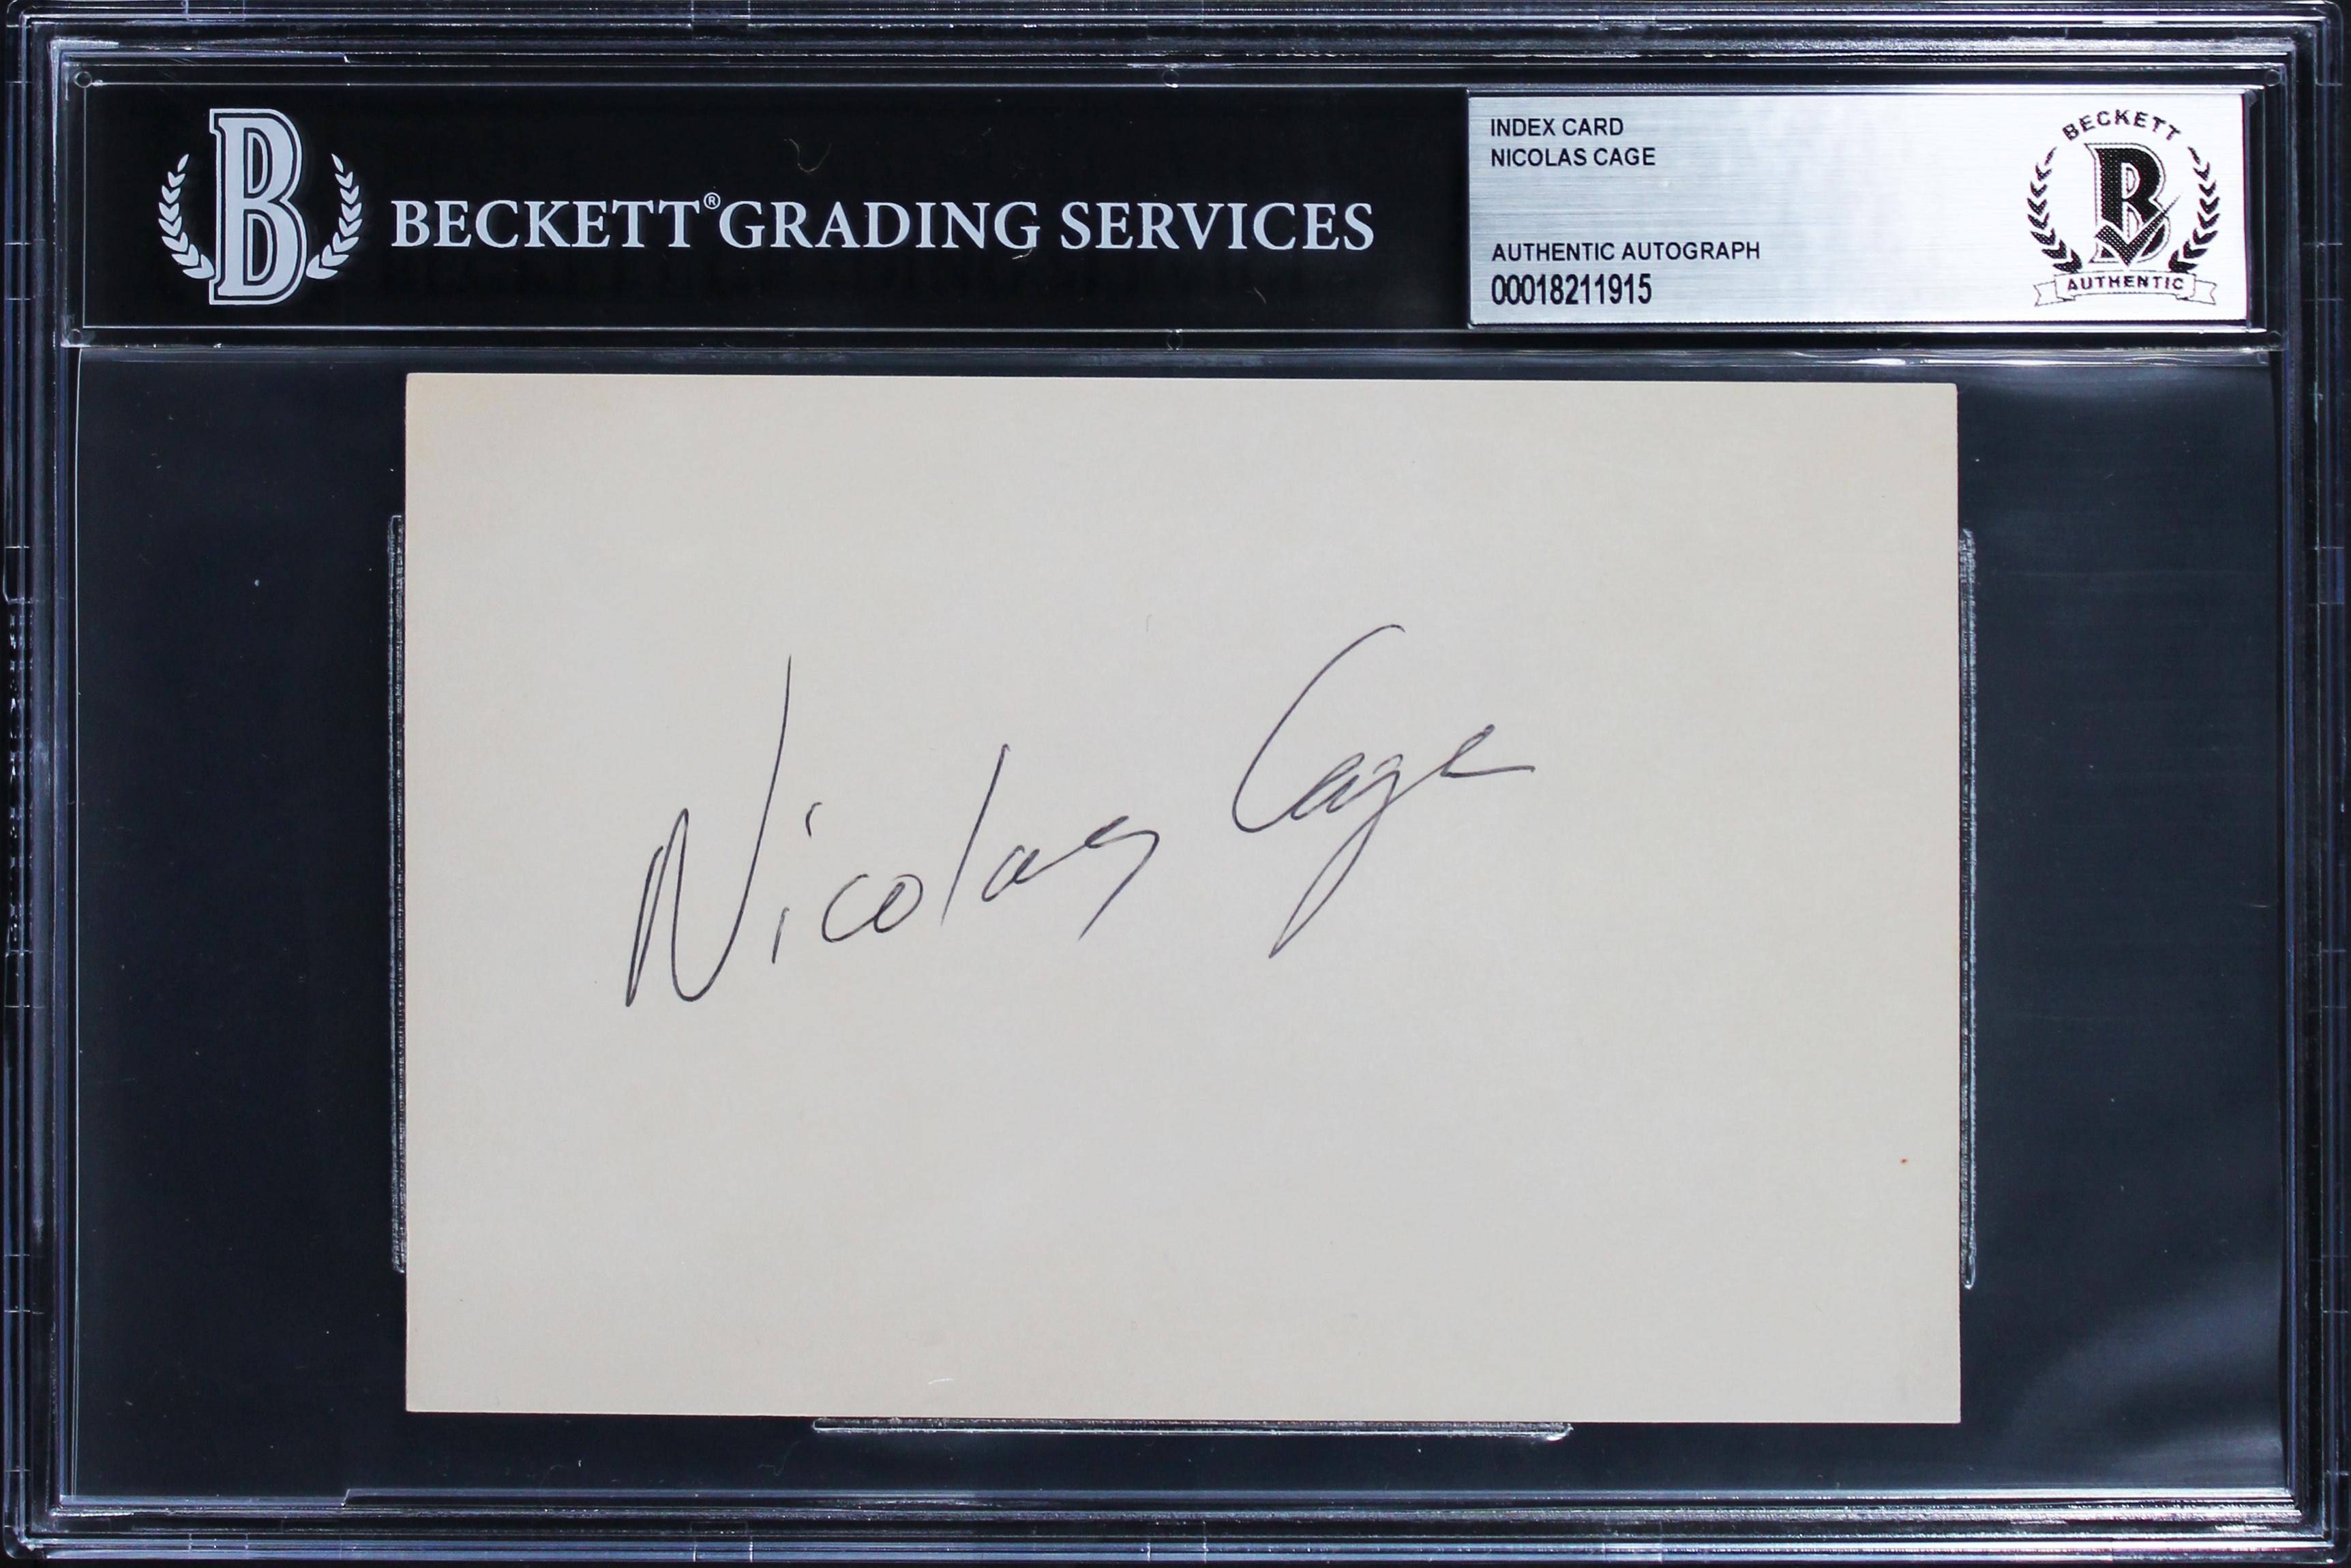 B
BECKETT® GRADING SERVICES
INDEX CARD
NICOLAS CAGE
AUTHENTIC AUTOGRAPH
00018211915
BECKETT
B
AUTHENTIC
Nicolas Cage